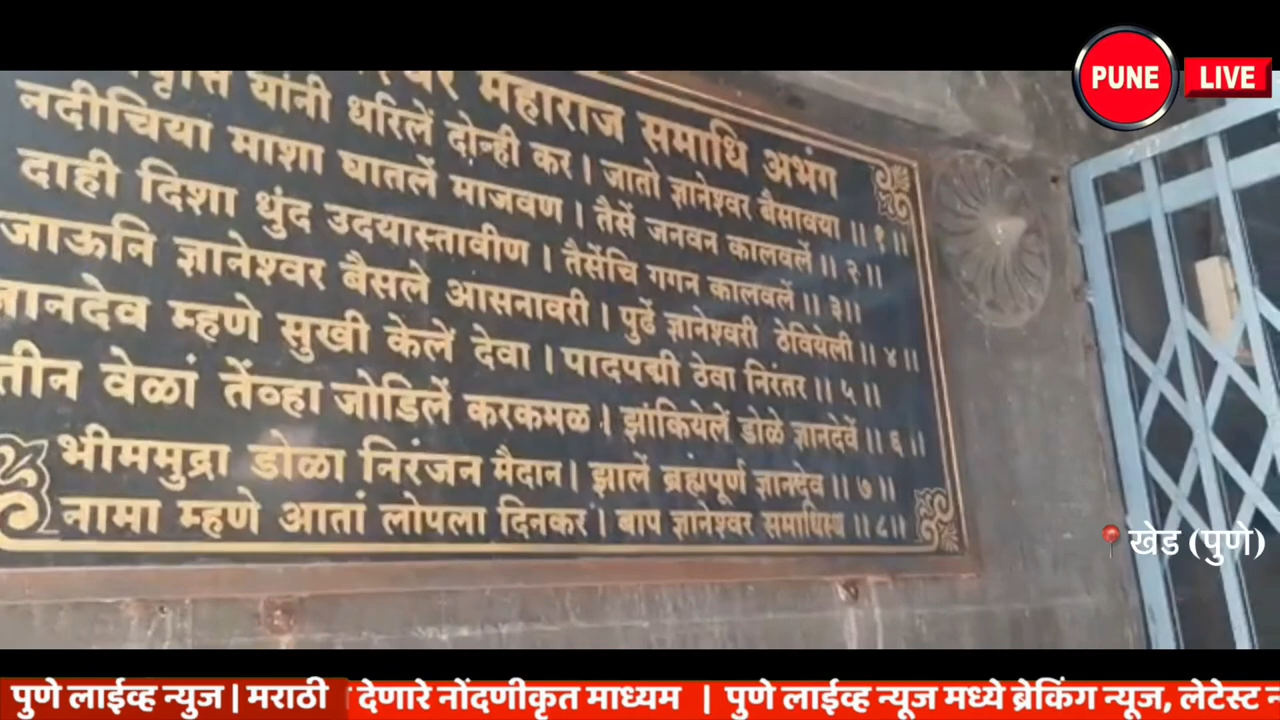 PUNE LIVE
महाराज समाधि अभंग
यांनी धरिलें दोन्ही कर । जातो ज्ञानेश्वर बैसावया ॥ १ ॥
नदीचिया माशा घातलें माजवण । तैसें जनवन कालवलें ॥ २ ॥
दाही दिशा धुंद उदयास्तावीण । तैसेंचि गगन कालवलें ॥ ३॥
जाऊनि ज्ञानेश्वर बैसले आसनावरी । पुढें ज्ञानेश्वरी ठेवियेली ॥ ४ ॥
म्हणे सुखी केलें देवा । पादपद्मी ठेवा निरंतर ॥ ५ ॥
तीन वेळां तेंव्हा जोडिलें करकमळ । झांकियेलें डोळे ज्ञानदेवें ॥ ६ ॥
भीममुद्रा डोळा निरंजन मैदान । झालें ब्रह्मपूर्ण ज्ञानदेव ॥ ७ ॥
नामा म्हणे आतां लोपला दिनकर । बाप ज्ञानेश्वर समाधिस्थ ॥ ८॥
खेड (पुणे)
पुणे लाईव्ह न्युज | मराठी देणारे नोंदणीकृत माध्यम | पुणे लाईव्ह न्यूज मध्ये ब्रेकिंग न्यूज, लेटेस्ट